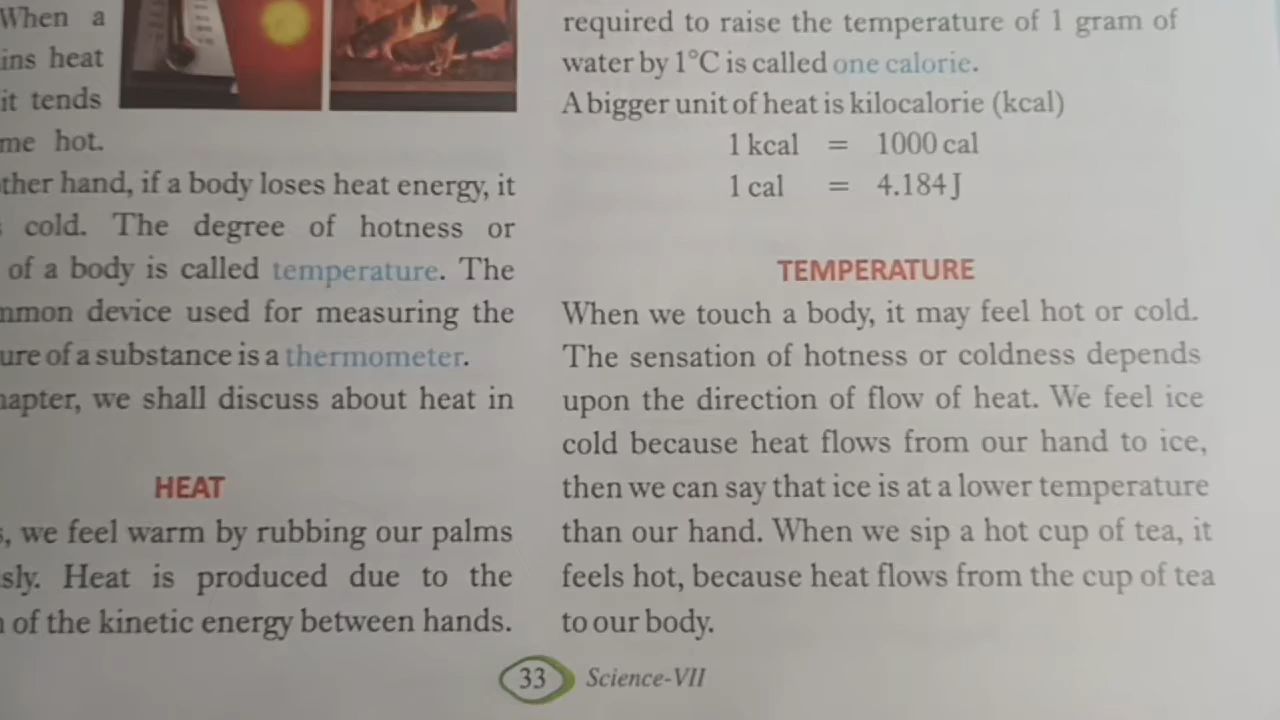 When a
heat
it tends
hot.
hand, if a body loses heat energy, it
cold. The degree of hotness or
of a body is called temperature. The
device used for measuring the
of a substance is a thermometer.
we shall discuss about heat in
HEAT
we feel warm by rubbing our palms
Heat is produced due to the
of the kinetic energy between hands.
required to raise the temperature of 1 gram of
water by 1°C is called one calorie.
A bigger unit of heat is kilocalorie (kcal)
1 kcal = 1000 cal
1 cal = 4.184 J
TEMPERATURE
When we touch a body, it may feel hot or cold.
The sensation of hotness or coldness depends
upon the direction of flow of heat. We feel ice
cold because heat flows from our hand to ice,
then we can say that ice is at a lower temperature
than our hand. When we sip a hot cup of tea, it
feels hot, because heat flows from the cup of tea
to our body.
33 Science-VII